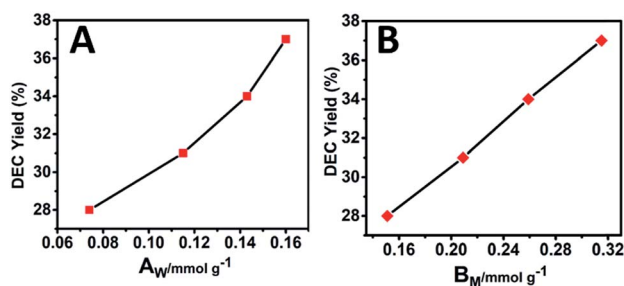 A
DEC Yield (%)
38
36
34
32
30
28
0.06 0.08 0.10 0.12 0.14 0.16
A_W/mmol g⁻¹
B
DEC Yield (%)
38
36
34
32
30
28
0.16 0.20 0.24 0.28 0.32
B_M/mmol g⁻¹